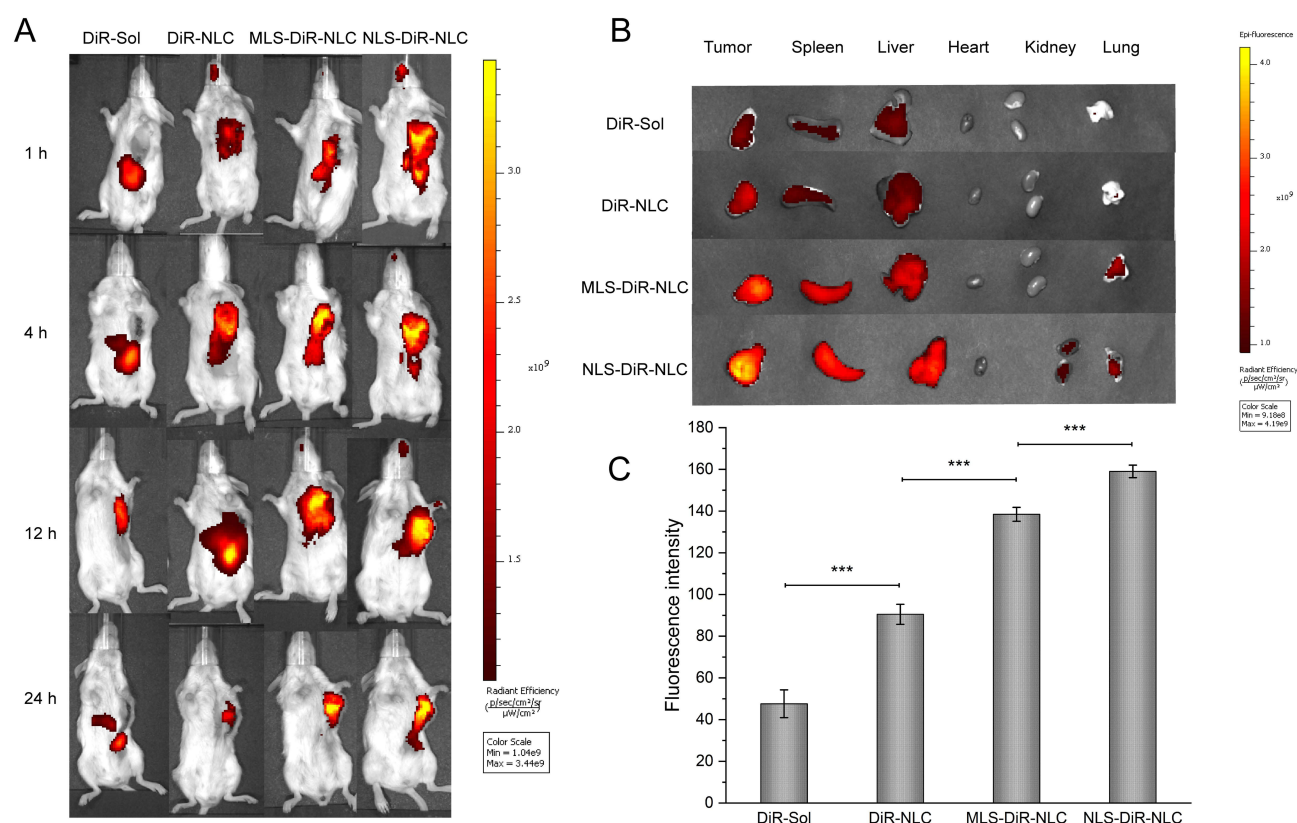 A
DiR-Sol DiR-NLC MLS-DiR-NLC NLS-DiR-NLC
1 h
4 h
12 h
24 h
3.0
2.5
x10⁹
2.0
1.5
Radiant Efficiency
(p/sec/cm²/sr
µW/cm²)
Color Scale
Min = 1.04e9
Max = 3.44e9
B
Tumor Spleen Liver Heart Kidney Lung
DiR-Sol
DiR-NLC
MLS-DiR-NLC
NLS-DiR-NLC
Epi-fluorescence
4.0
3.0
x10⁹
2.0
1.0
Radiant Efficiency
(p/sec/cm²/sr
µW/cm²)
Color Scale
Min = 9.18e8
Max = 4.19e9
C
Fluorescence intensity
180
160
140
120
100
80
60
40
20
0
***
***
***
DiR-Sol DiR-NLC MLS-DiR-NLC NLS-DiR-NLC